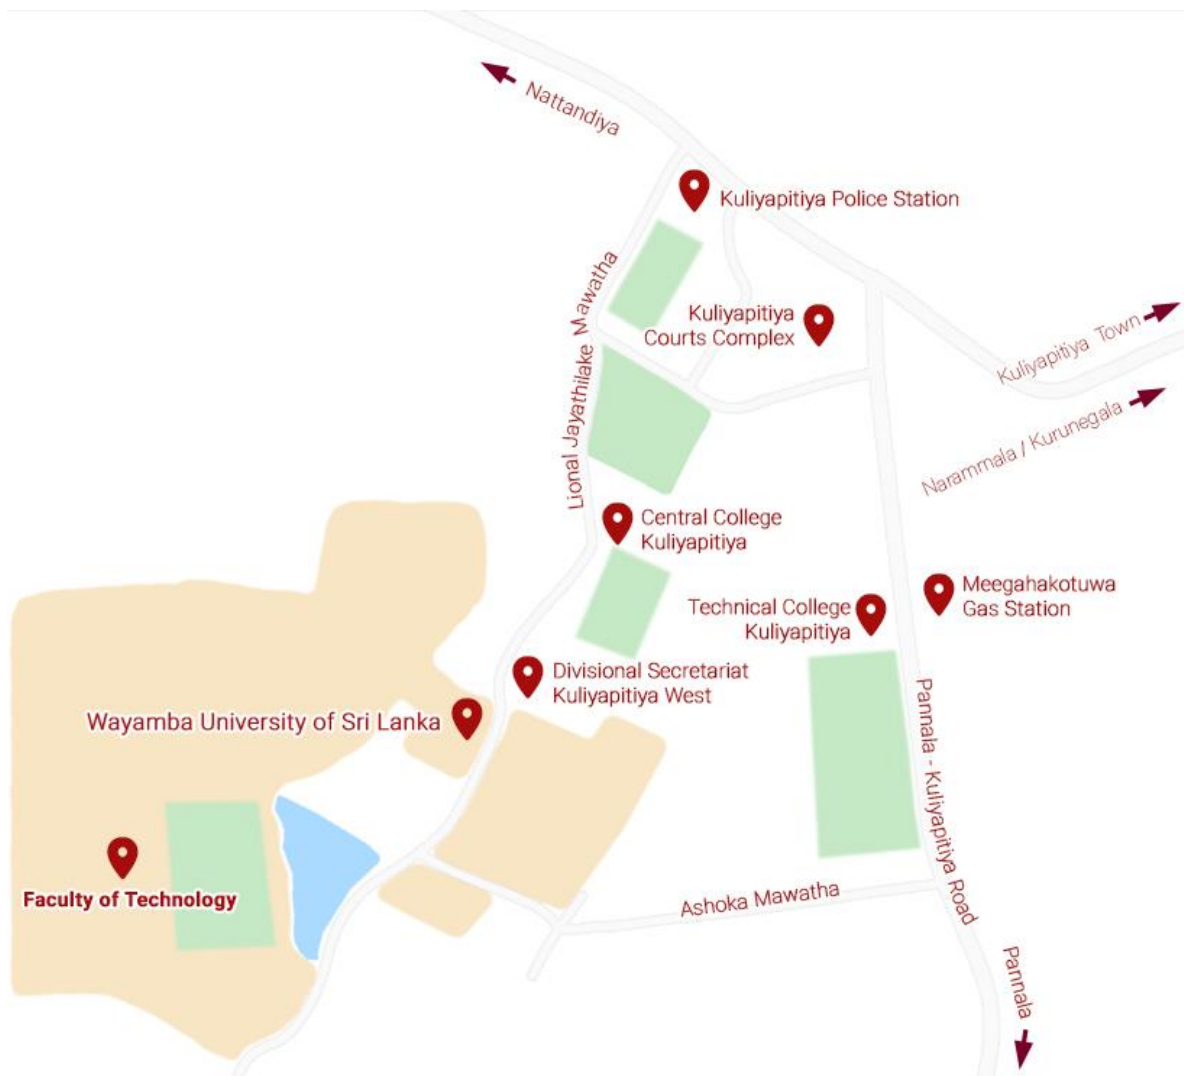 Nattandiya
Kuliyapitiya Police Station
Lional Jayathilake Mawatha
Kuliyapitiya
Courts Complex
Kuliyapitiya Town
Narammala / Kurunegala
Central College
Kuliyapitiya
Technical College
Kuliyapitiya
Meegahakotuwa
Gas Station
Divisional Secretariat
Kuliyapitiya West
Wayamba University of Sri Lanka
Pannala - Kuliyapitiya Road
Faculty of Technology
Ashoka Mawatha
Pannala